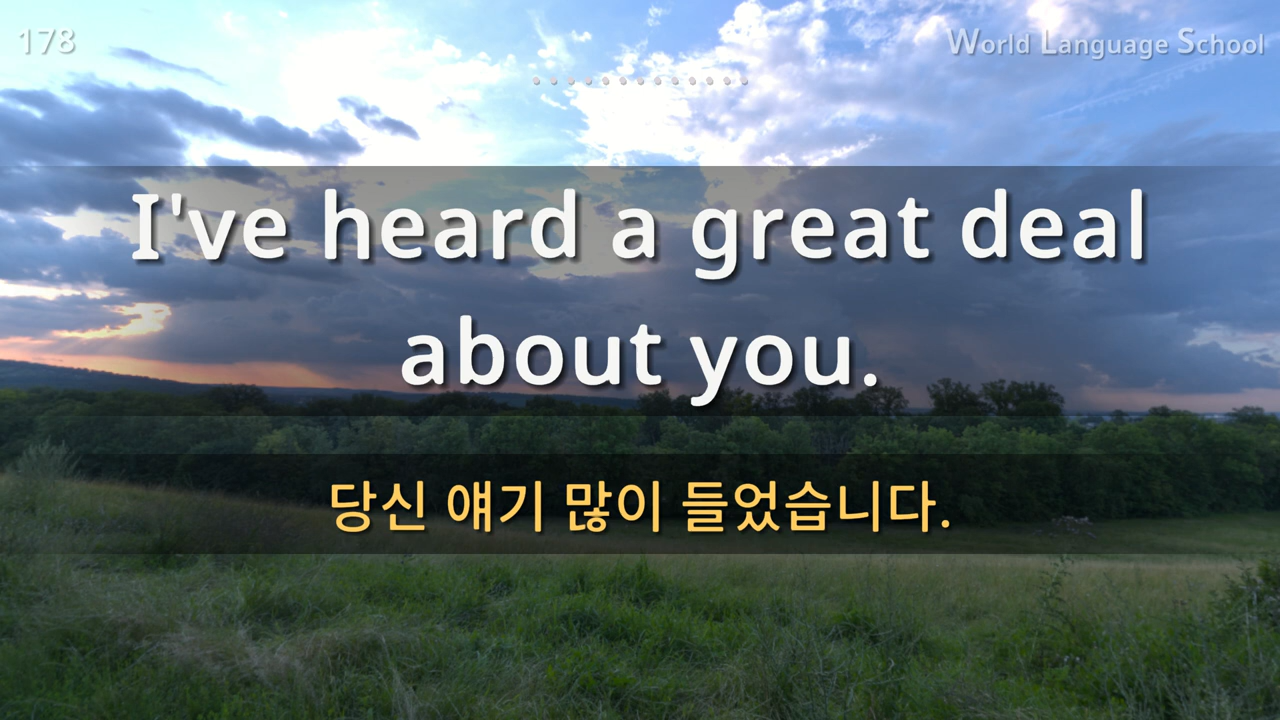 178
World Language School
I've heard a great deal
about you.
당신 얘기 많이 들었습니다.